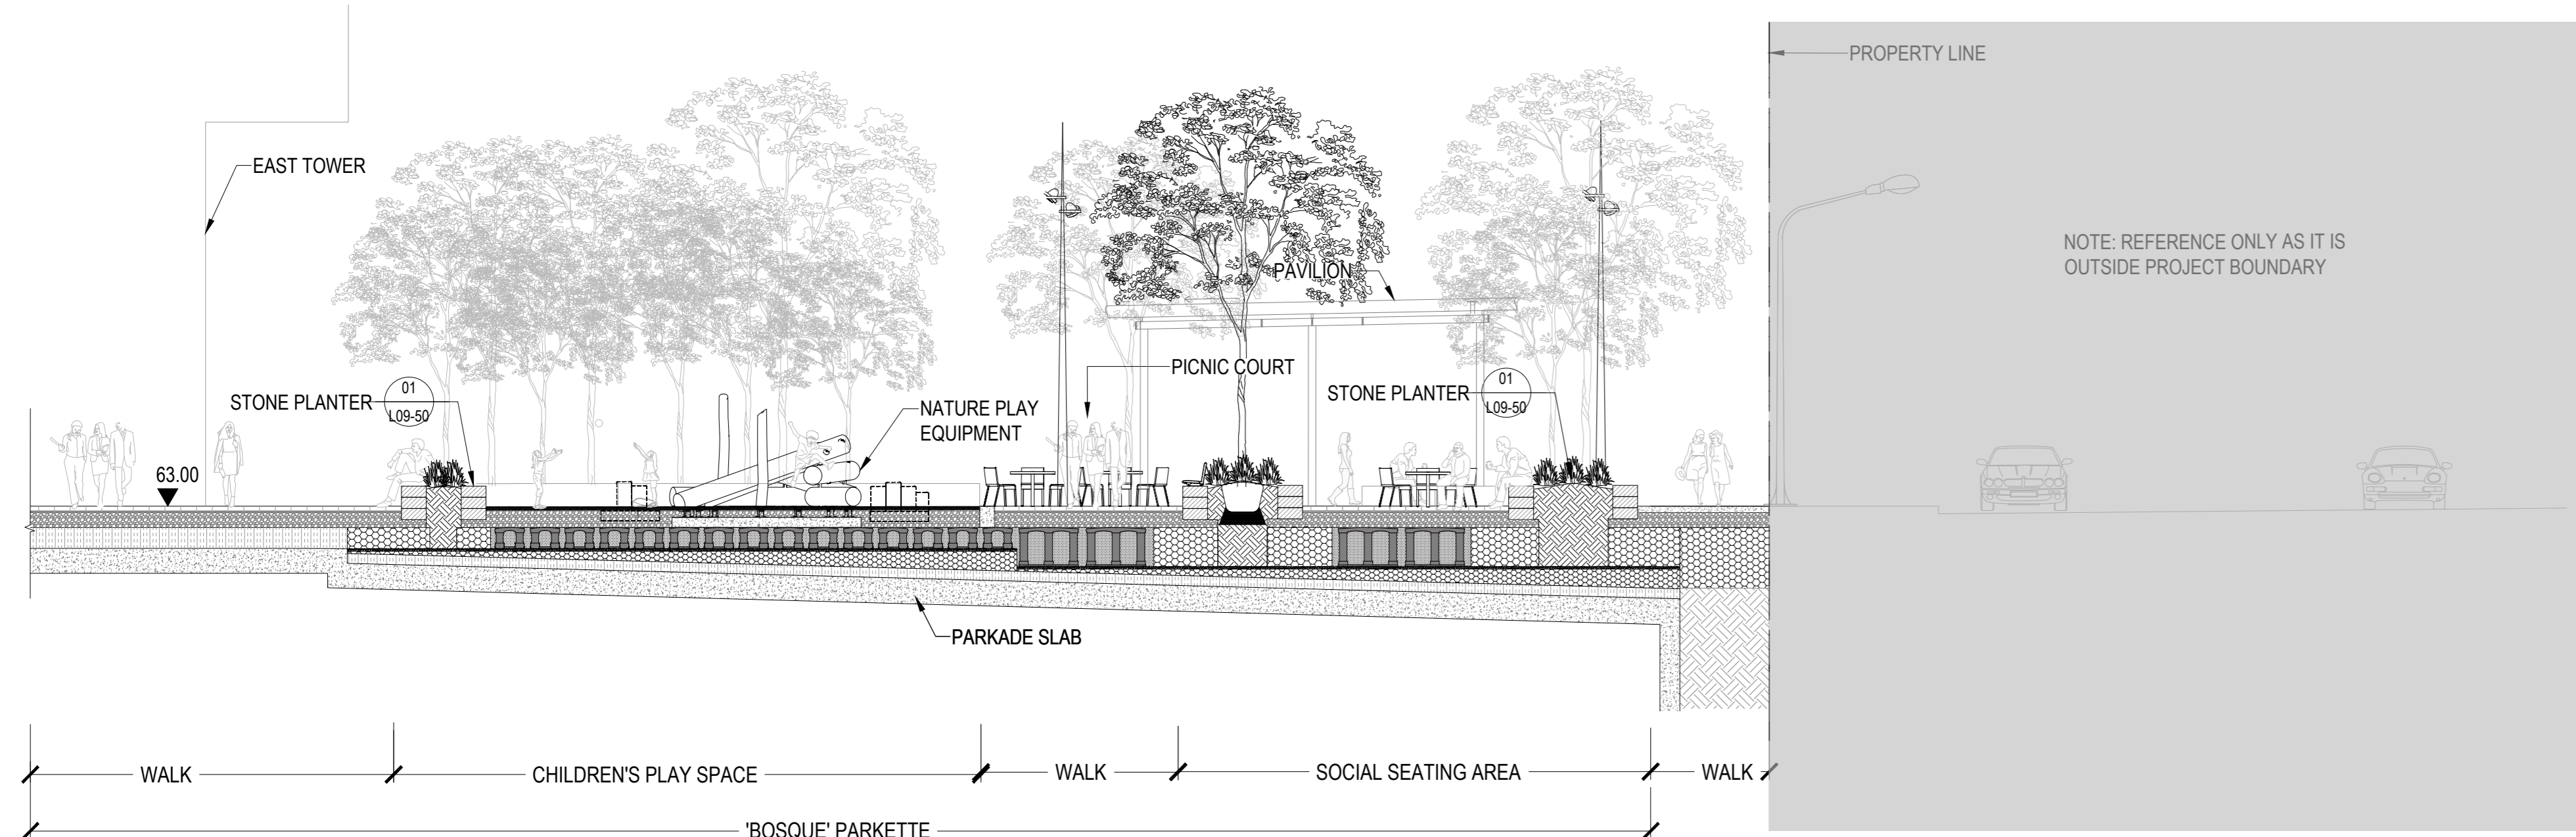 PROPERTY LINE
EAST TOWER
NOTE: REFERENCE ONLY AS IT IS
OUTSIDE PROJECT BOUNDARY
PAVILION
PICNIC COURT
STONE PLANTER
01
L09-50
NATURE PLAY
EQUIPMENT
STONE PLANTER
01
L09-50
63.00
PARKADE SLAB
WALK
CHILDREN'S PLAY SPACE
WALK
SOCIAL SEATING AREA
WALK
'BOSQUE' PARKETTE